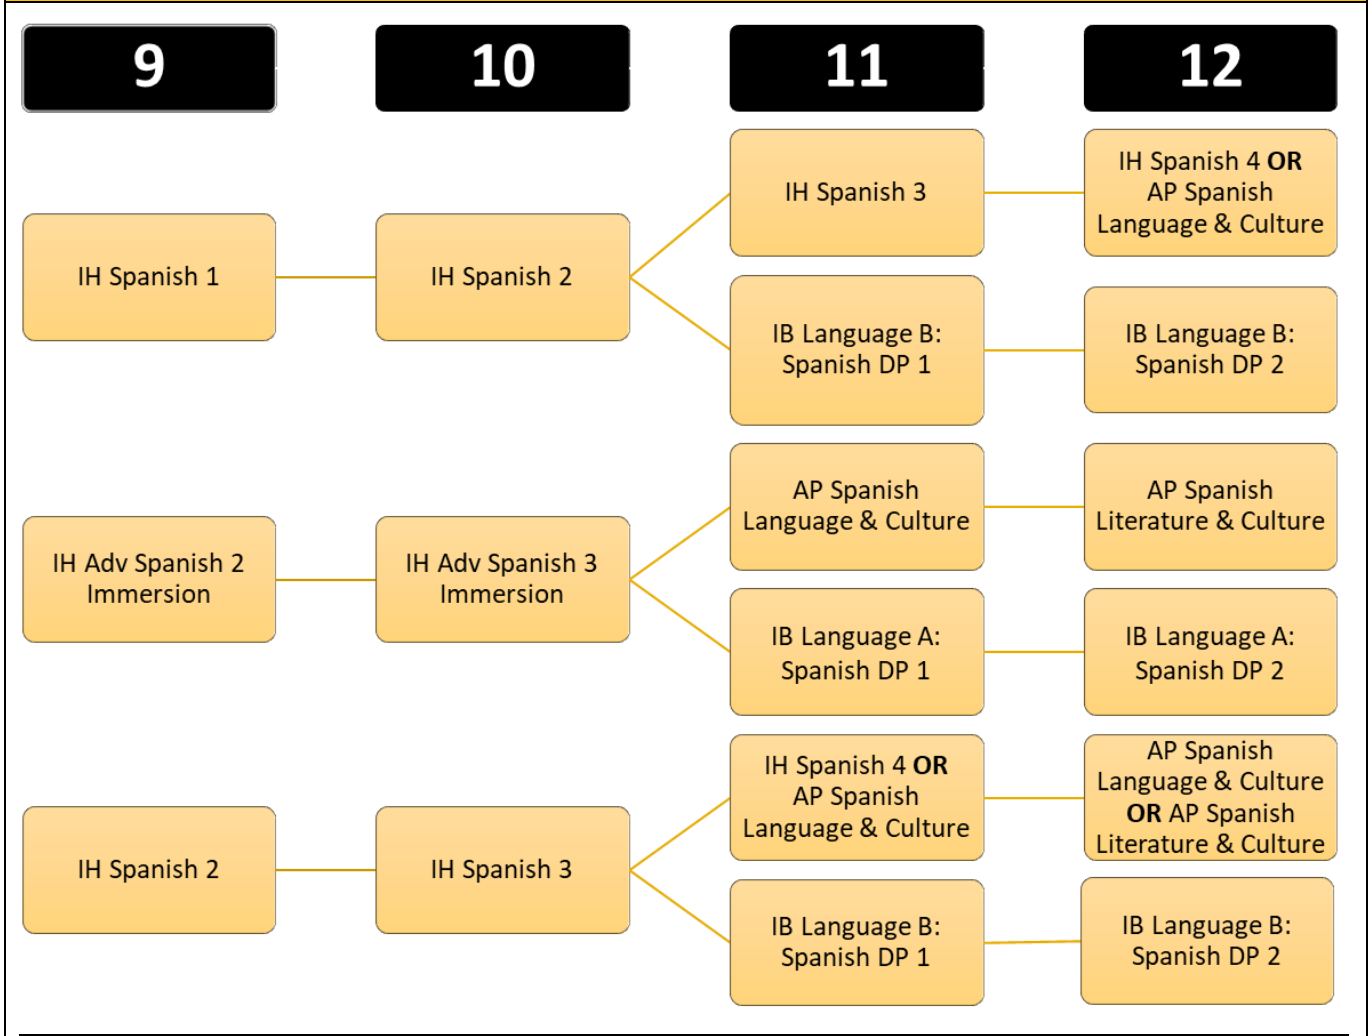 9
10
11
12
IH Spanish 1
IH Spanish 2
IH Spanish 3
IH Spanish 4 OR
AP Spanish
Language & Culture
IB Language B:
Spanish DP 1
IB Language B:
Spanish DP 2
IH Adv Spanish 2
Immersion
IH Adv Spanish 3
Immersion
AP Spanish
Language & Culture
AP Spanish
Literature & Culture
IB Language A:
Spanish DP 1
IB Language A:
Spanish DP 2
IH Spanish 2
IH Spanish 3
IH Spanish 4 OR
AP Spanish
Language & Culture
AP Spanish
Language & Culture
OR AP Spanish
Literature & Culture
IB Language B:
Spanish DP 1
IB Language B:
Spanish DP 2